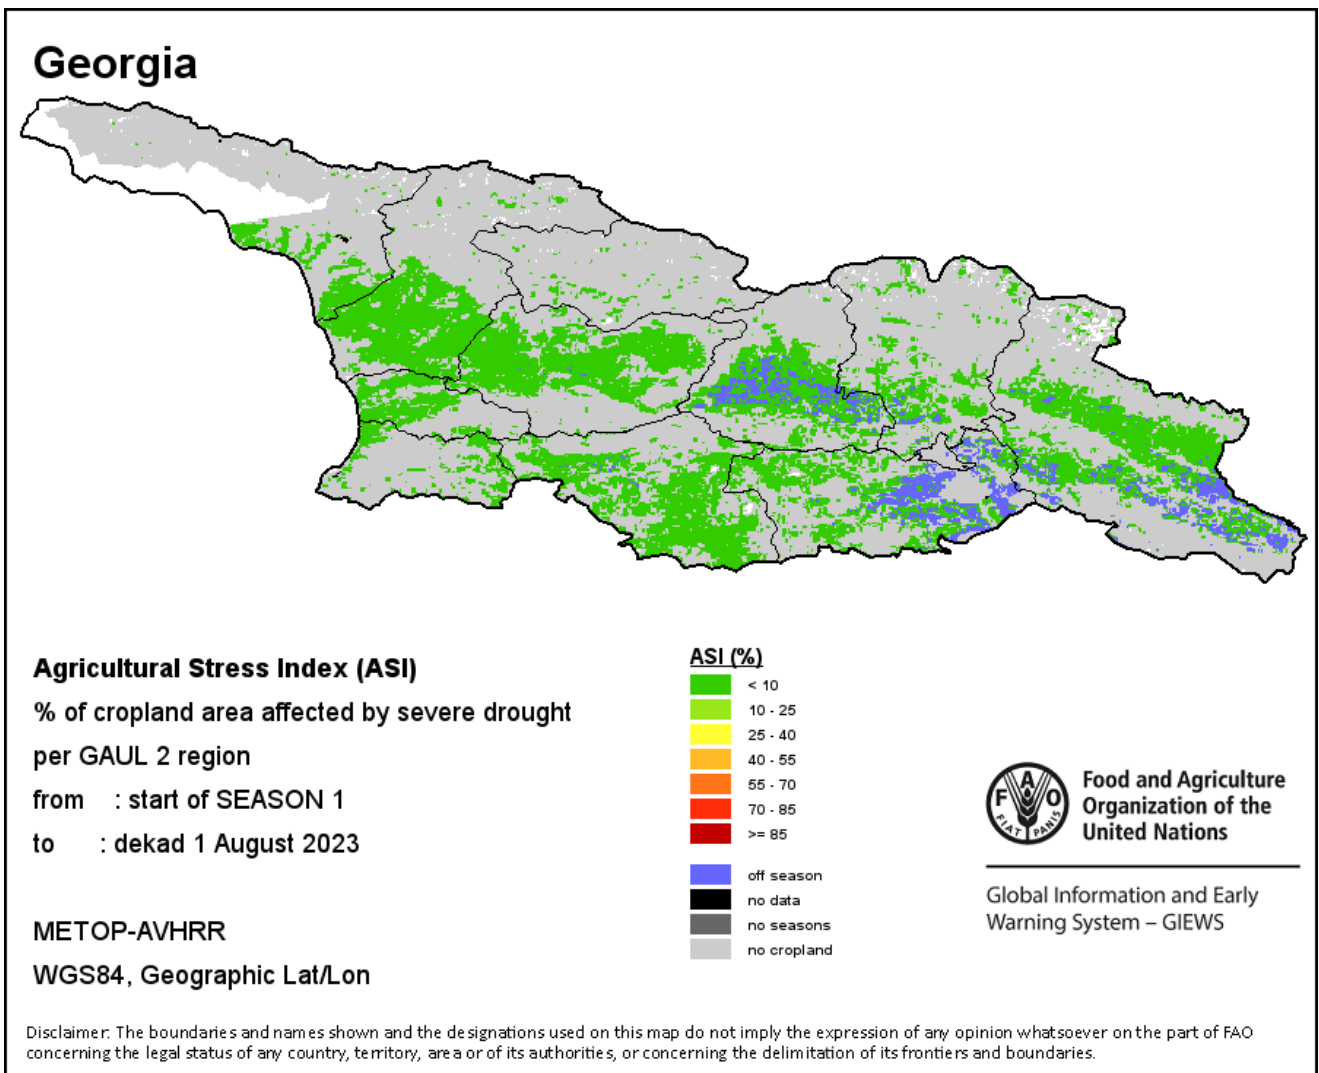 Georgia
Agricultural Stress Index (ASI)
% of cropland area affected by severe drought
per GAUL 2 region
from : start of SEASON 1
to : dekad 1 August 2023
METOP-AVHRR
WGS84, Geographic Lat/Lon
ASI (%)
< 10
10 - 25
25 - 40
40 - 55
55 - 70
70 - 85
>= 85
off season
no data
no seasons
no cropland
F A O
FIAT PANIS
Food and Agriculture
Organization of the
United Nations
Global Information and Early
Warning System – GIEWS
Disclaimer: The boundaries and names shown and the designations used on this map do not imply the expression of any opinion whatsoever on the part of FAO
concerning the legal status of any country, territory, area or of its authorities, or concerning the delimitation of its frontiers and boundaries.